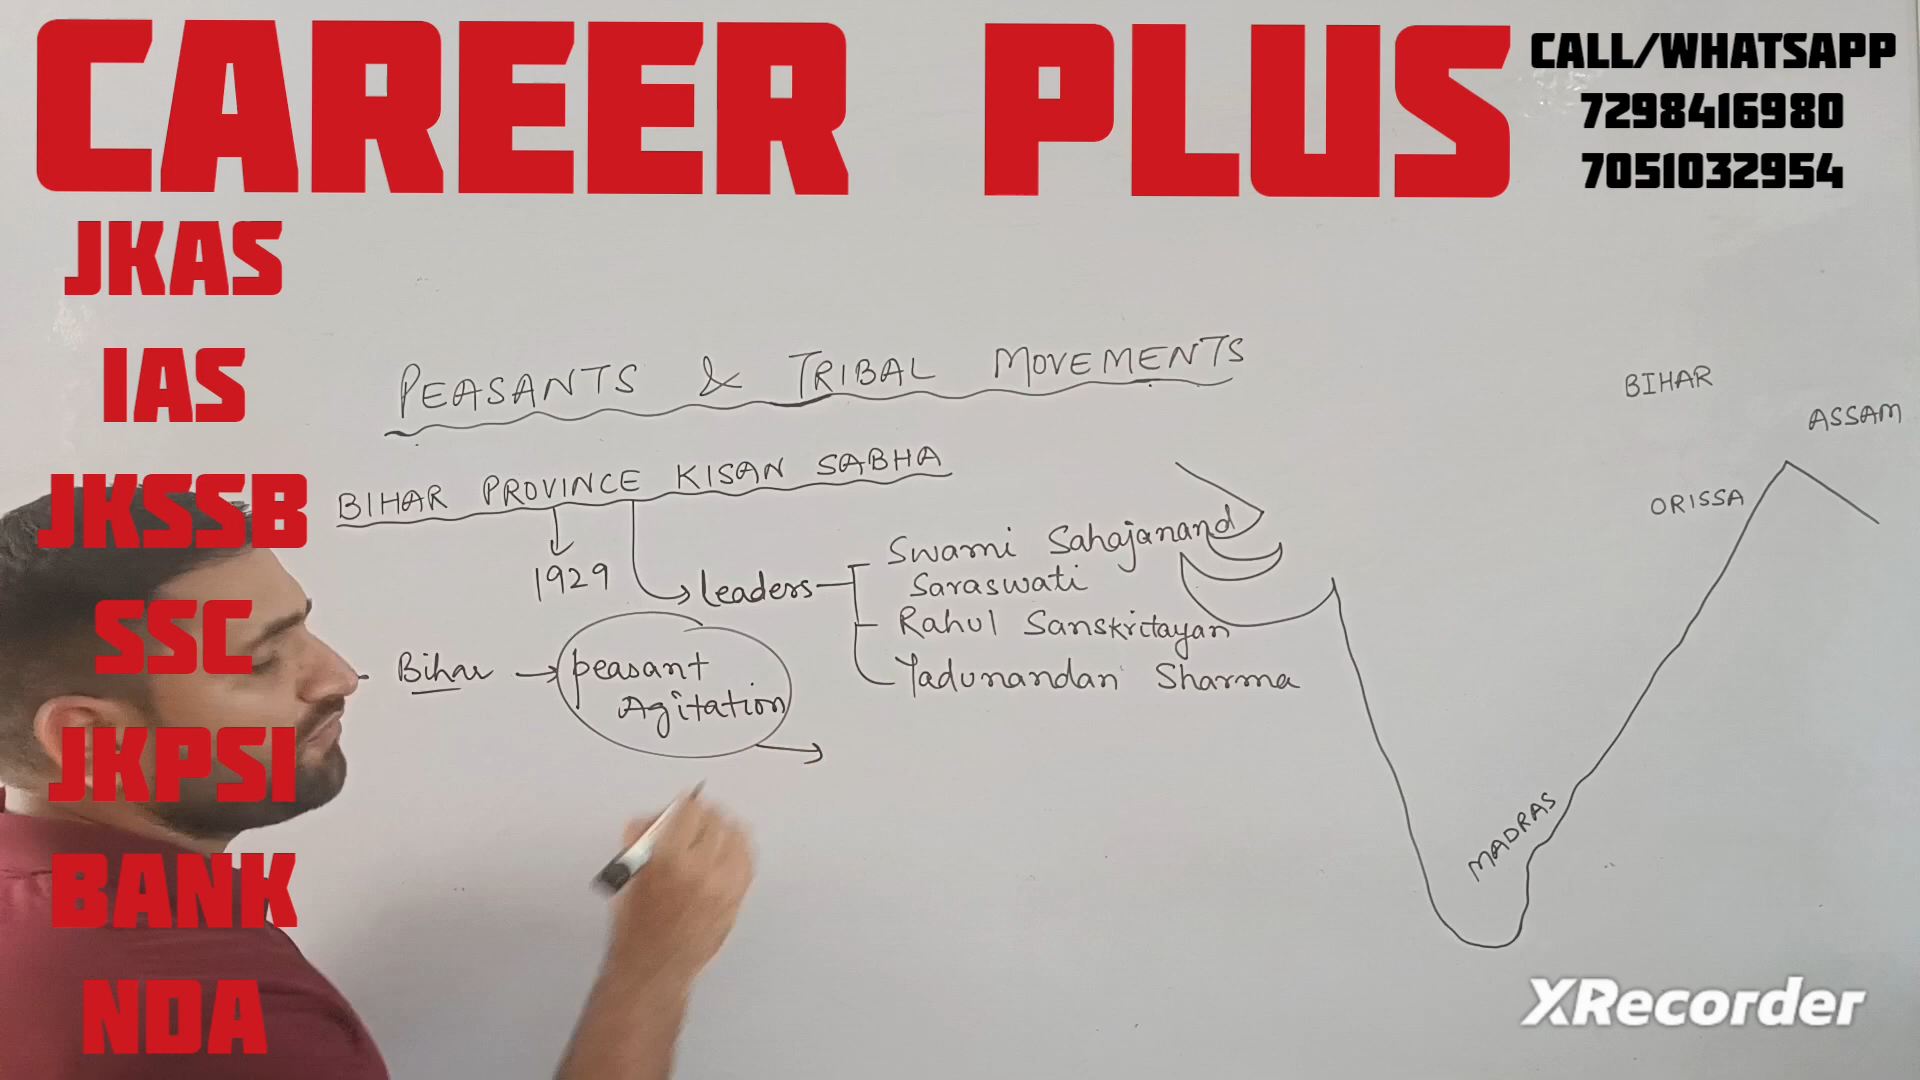 CAREER PLUS
CALL/WHATSAPP
7298416980
7051032954
JKAS
IAS
JKSSB
SSC
JKPSI
BANK
NDA
PEASANTS & TRIBAL MOVEMENTS
BIHAR PROVINCE KISAN SABHA
1929
leaders
Swami Sahajanand
Saraswati
Rahul Sanskritayan
Yadunandan Sharma
Bihar
peasant
Agitation
BIHAR
ASSAM
ORISSA
MADRAS
XRecorder